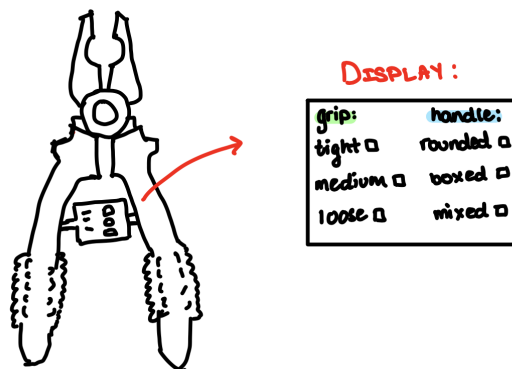 DISPLAY:
grip: handle:
tight rounded
medium boxed
loose mixed